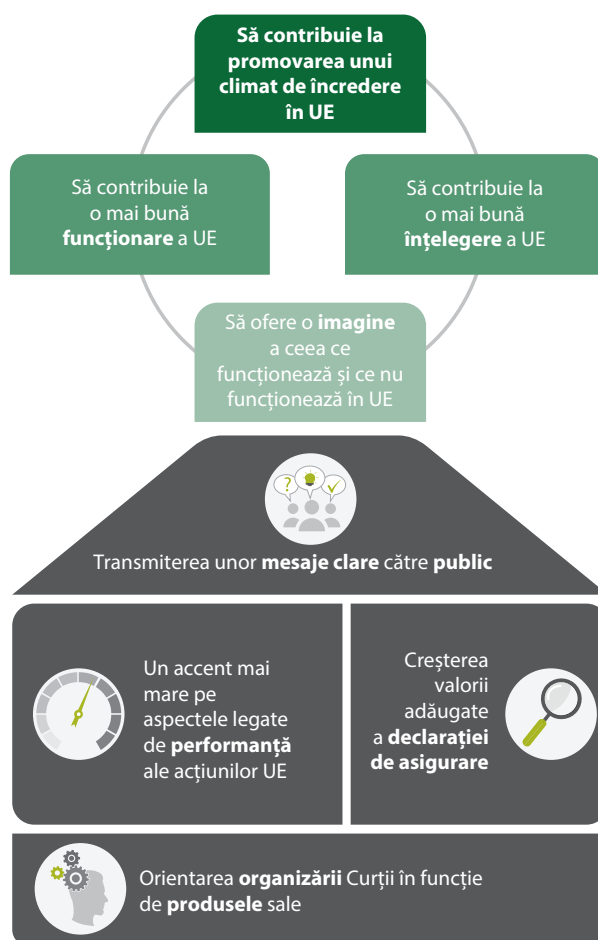 Să contribuie la
promovarea unui
climat de încredere
în UE
Să contribuie la
o mai bună
funcționare a UE
Să contribuie la
o mai bună
înțelegere a UE
Să ofere o imagine
a ceea ce
funcționează și ce nu
funcționează în UE
?
Transmiterea unor mesaje clare către public
Un accent mai
mare pe
aspectele legate
de performanță
ale acțiunilor UE
Creșterea
valorii
adăugate
a declarației
de asigurare
Orientarea organizării Curții în funcție
de produsele sale